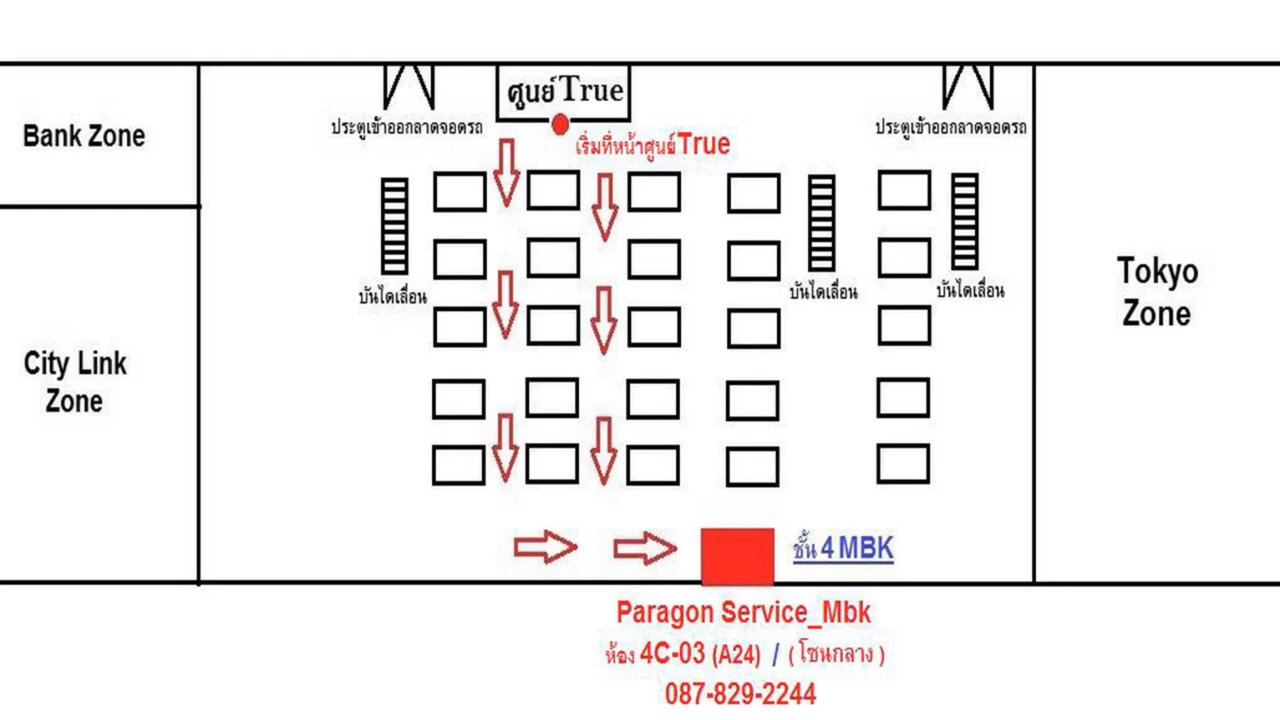 ศูนย์True
ประตูเข้าออกลาดจอดรถ
ประตูเข้าออกลาดจอดรถ
Bank Zone
เริ่มที่หน้าศูนย์True
บันไดเลื่อน
บันไดเลื่อน
บันไดเลื่อน
Tokyo
Zone
City Link
Zone
ชั้น 4 MBK
Paragon Service_Mbk
ห้อง 4C-03 (A24) / ( โซนกลาง )
087-829-2244